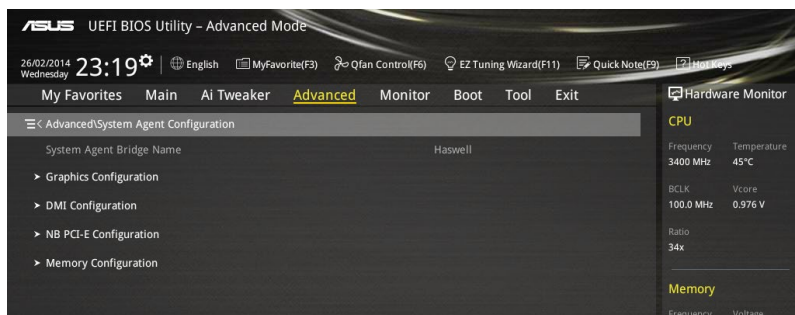 ASUS UEFI BIOS Utility – Advanced Mode
26/02/2014
Wednesday
23:19
English MyFavorite(F3) Qfan Control(F6) EZ Tuning Wizard(F11) Quick Note(F9) ? Hot Keys
My Favorites Main Ai Tweaker Advanced Monitor Boot Tool Exit
Hardware Monitor
< Advanced\System Agent Configuration
System Agent Bridge Name Haswell
> Graphics Configuration
> DMI Configuration
> NB PCI-E Configuration
> Memory Configuration
CPU
Frequency Temperature
3400 MHz 45°C
BCLK Vcore
100.0 MHz 0.976 V
Ratio
34x
Memory
Frequency Voltage